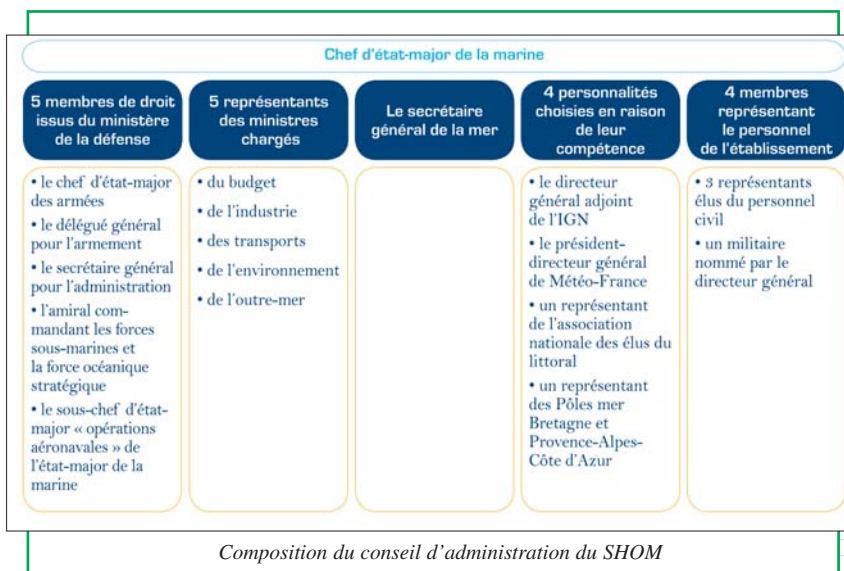 Chef d'état-major de la marine
5 membres de droit
issus du ministère
de la défense
5 représentants
des ministres
chargés
Le secrétaire
général de la mer
4 personnalités
choisies en raison
de leur
compétence
4 membres
représentant
le personnel
de l'établissement
• le chef d'état-major
des armées
• le délégué général
pour l'armement
• le secrétaire général
pour l'administration
• l'amiral com-
mandant les forces
sous-marines et
la force océanique
stratégique
• le sous-chef d'état-
major « opérations
aéronavales » de
l'état-major de la
marine
• du budget
• de l'industrie
• des transports
• de l'environnement
• de l'outre-mer
• le directeur
général adjoint
de l'IGN
• le président-
directeur général
de Météo-France
• un représentant
de l'association
nationale des élus du
littoral
• un représentant
des Pôles mer
Bretagne et
Provence-Alpes-
Côte d'Azur
• 3 représentants
élus du personnel
civil
• un militaire
nommé par le
directeur général
Composition du conseil d'administration du SHOM